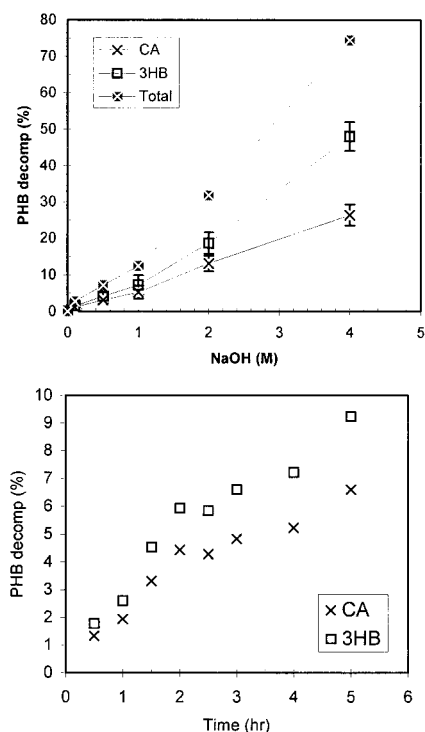 80
70
60
50
40
30
20
10
0
PHB decomp (%)
CA
3HB
Total
0 1 2 3 4 5
NaOH (M)
10
9
8
7
6
5
4
3
2
1
0
PHB decomp (%)
CA
3HB
0 1 2 3 4 5 6
Time (hr)